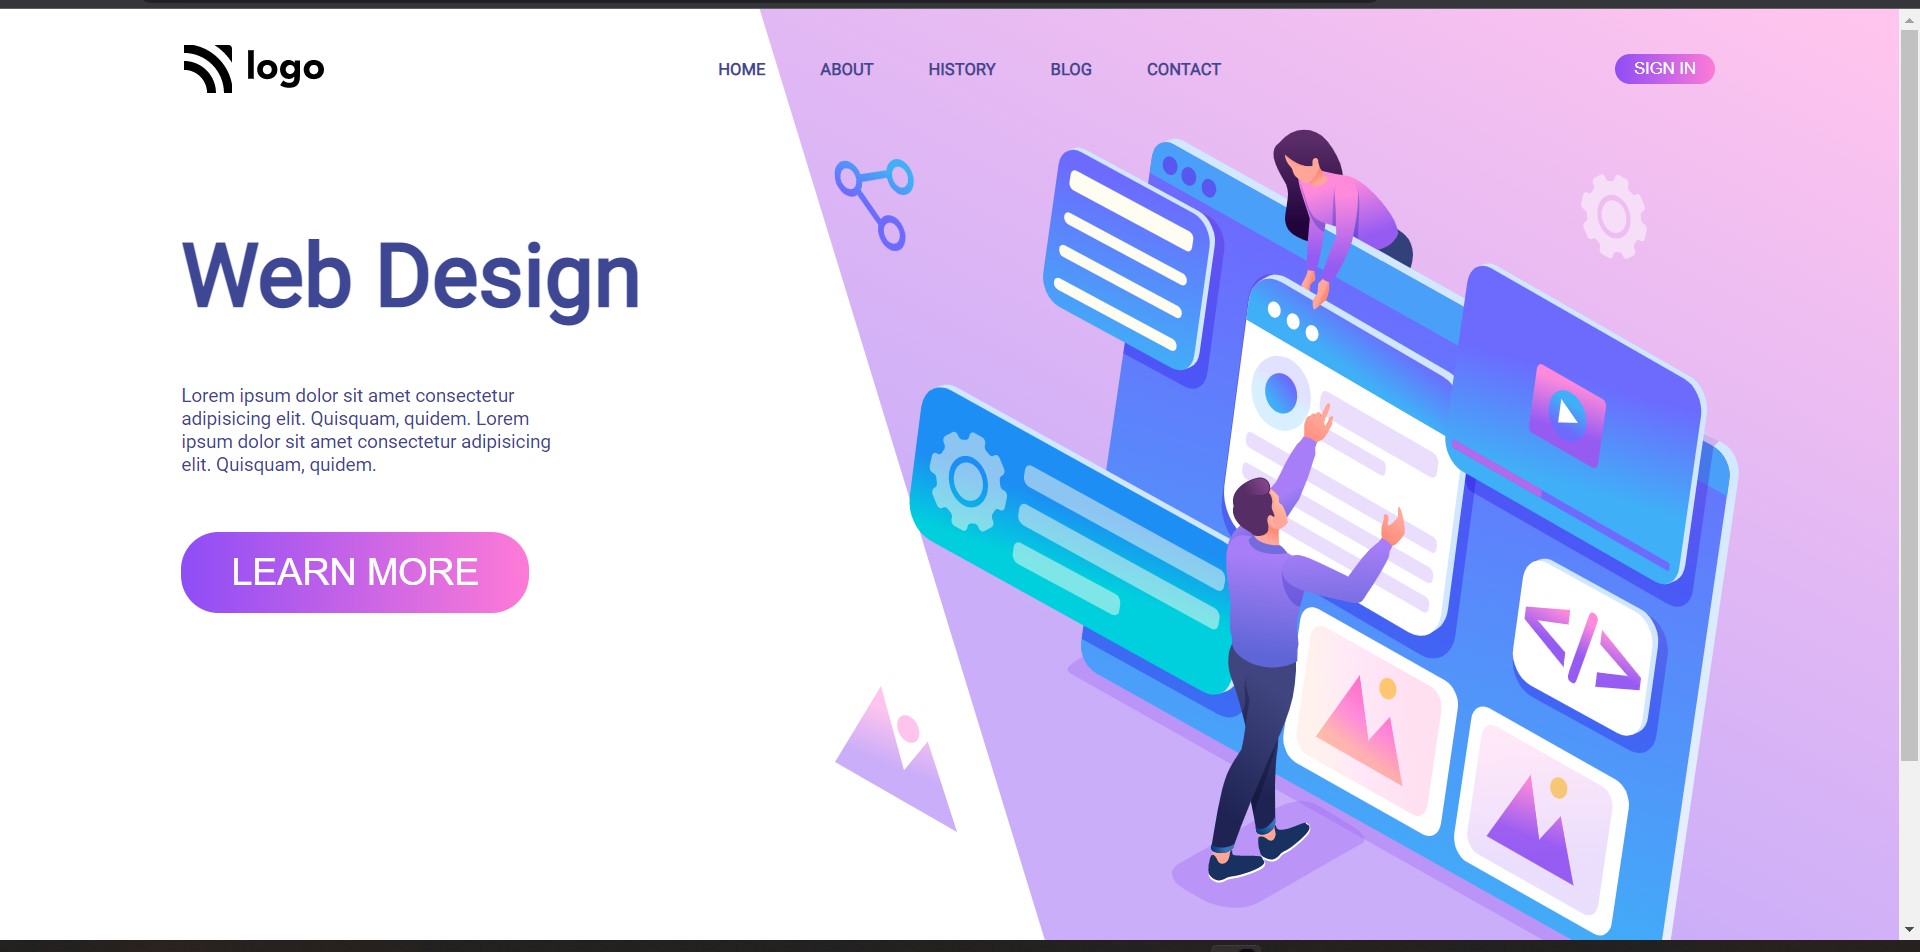 logo
HOME ABOUT HISTORY BLOG CONTACT
SIGN IN
Web Design
Lorem ipsum dolor sit amet consectetur
adipisicing elit. Quisquam, quidem. Lorem
ipsum dolor sit amet consectetur adipisicing
elit. Quisquam, quidem.
LEARN MORE